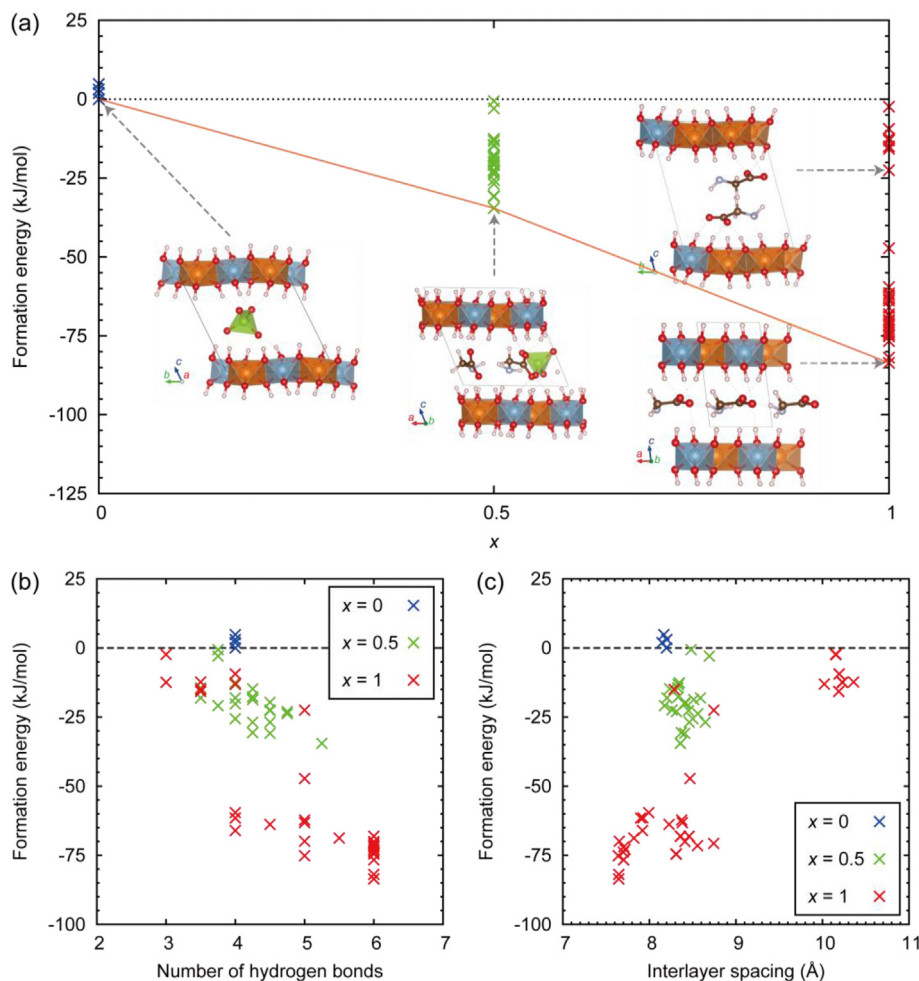 (a)
25
0
-25
-50
-75
-100
-125
Formation energy (kJ/mol)
0
0.5
1
x
c
b
a
c
a
b
c
b
c
a
b
(b)
25
0
-25
-50
-75
-100
Formation energy (kJ/mol)
x = 0
x = 0.5
x = 1
2
3
4
5
6
7
Number of hydrogen bonds
(c)
25
0
-25
-50
-75
-100
Formation energy (kJ/mol)
x = 0
x = 0.5
x = 1
7
8
9
10
11
Interlayer spacing (Å)